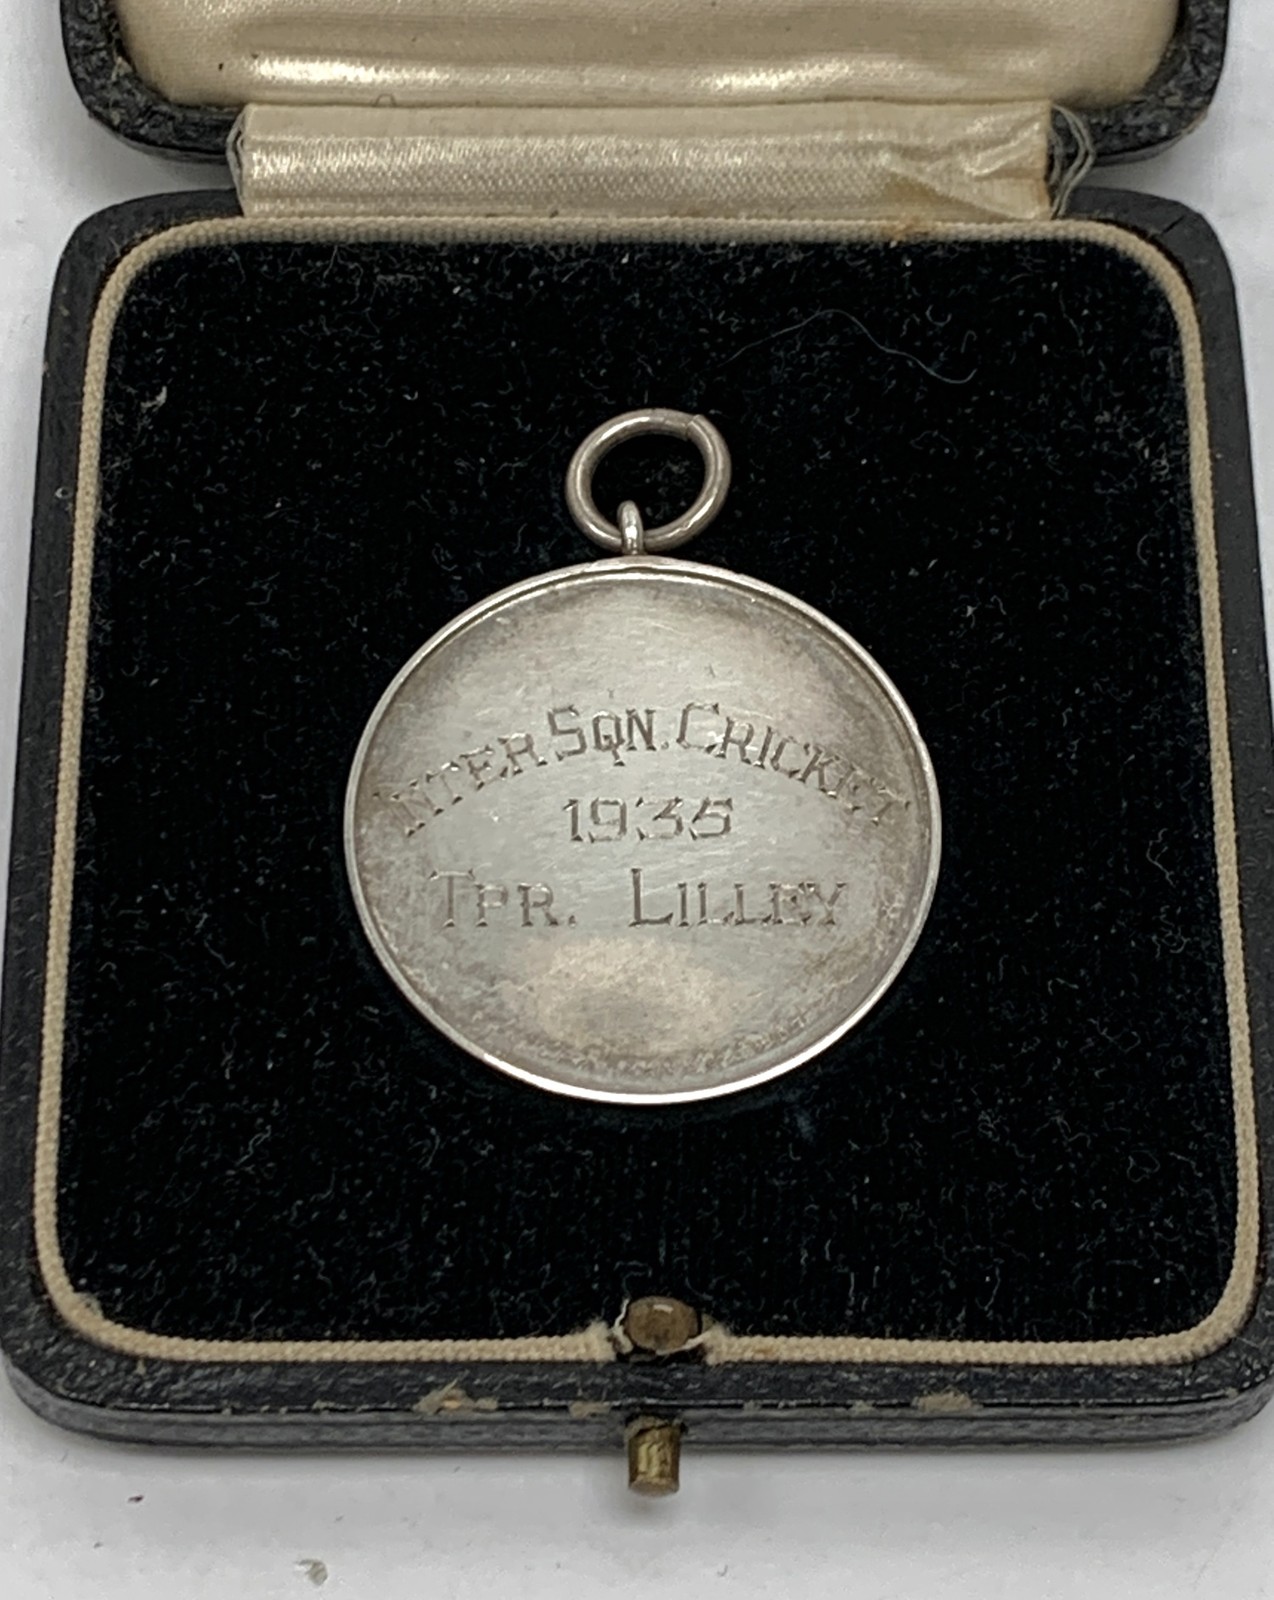 INTER SQN. CRICKET
1935
TPR. LILLEY